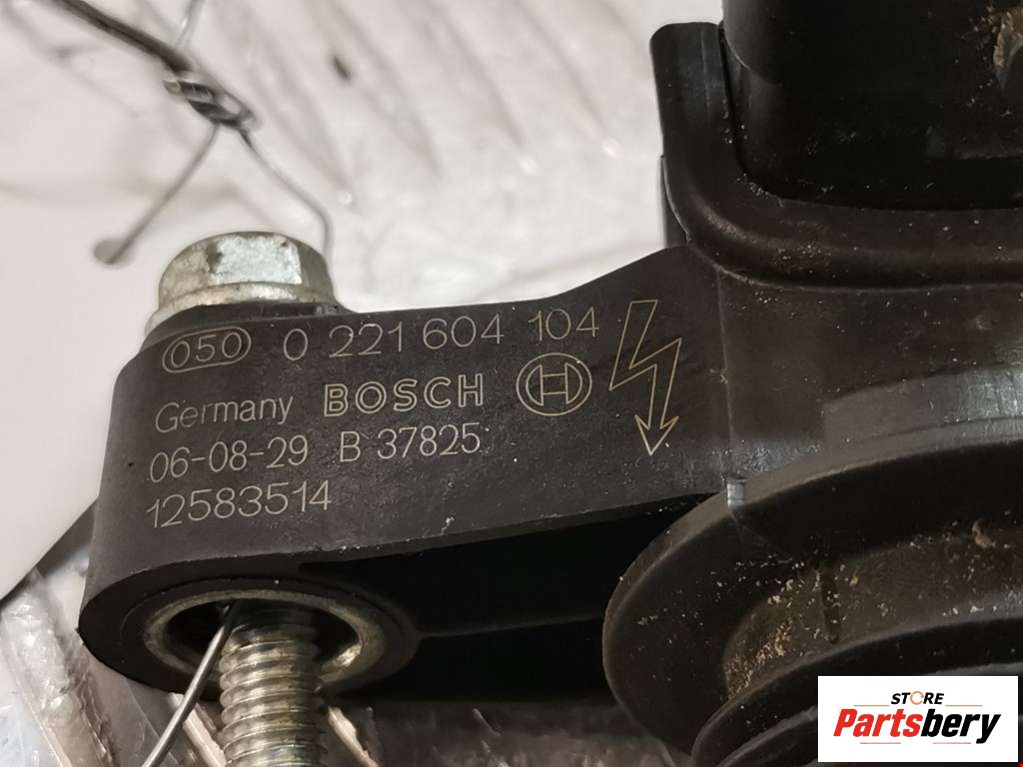 050 0 221 604 104
Germany BOSCH
06-08-29 B 37825
12583514
STORE
Partsbery